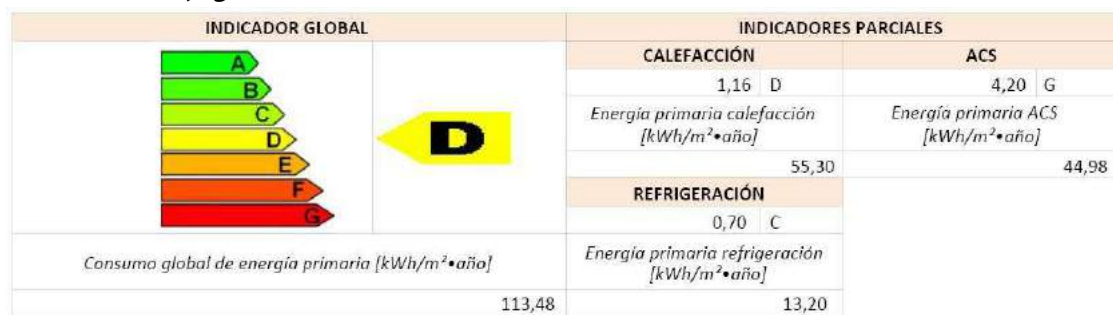 INDICADOR GLOBAL
INDICADORES PARCIALES
A
B
C
D
E
F
G
D
CALEFACCIÓN
ACS
1,16 D
4,20 G
Energía primaria calefacción
[kWh/m²•año]
Energía primaria ACS
[kWh/m²•año]
55,30
44,98
REFRIGERACIÓN
0,70 C
Consumo global de energía primaria [kWh/m²•año]
Energía primaria refrigeración
[kWh/m²•año]
113,48
13,20